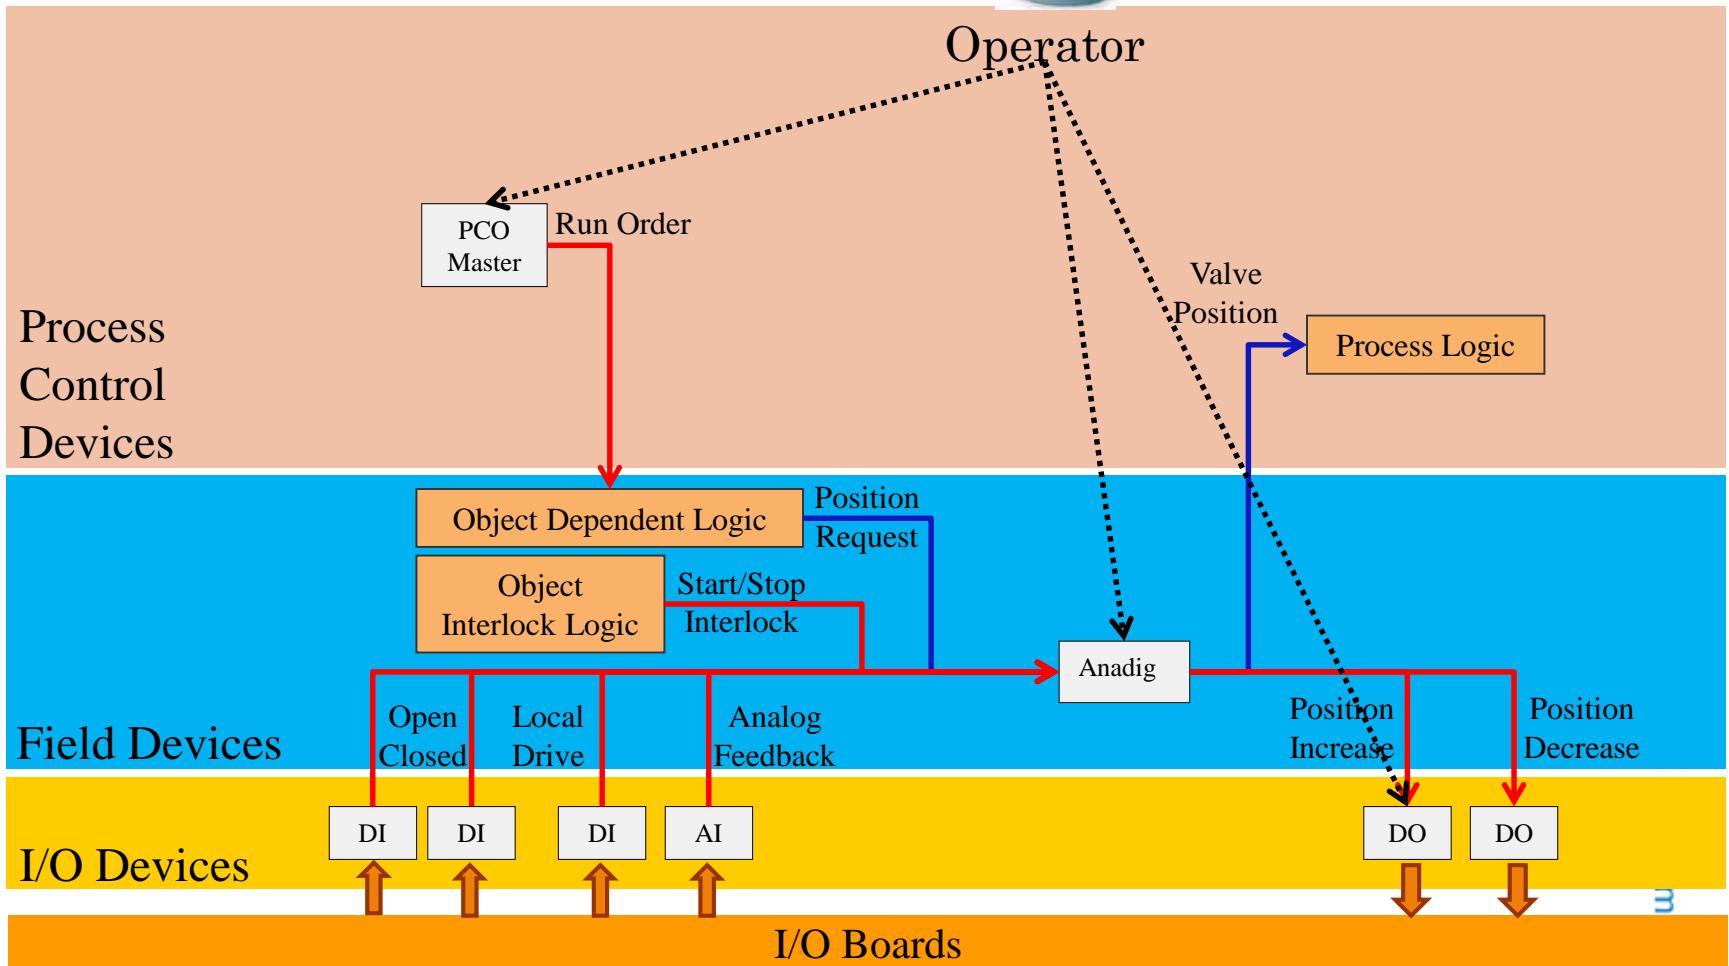 Operator
PCO
Master
Run Order
Valve
Position
Process Logic
Process
Control
Devices
Object Dependent Logic
Position
Request
Object
Interlock Logic
Start/Stop
Interlock
Anadig
Open
Closed
Local
Drive
Analog
Feedback
Position
Increase
Position
Decrease
Field Devices
DI
DI
DI
AI
DO
DO
I/O Devices
I/O Boards